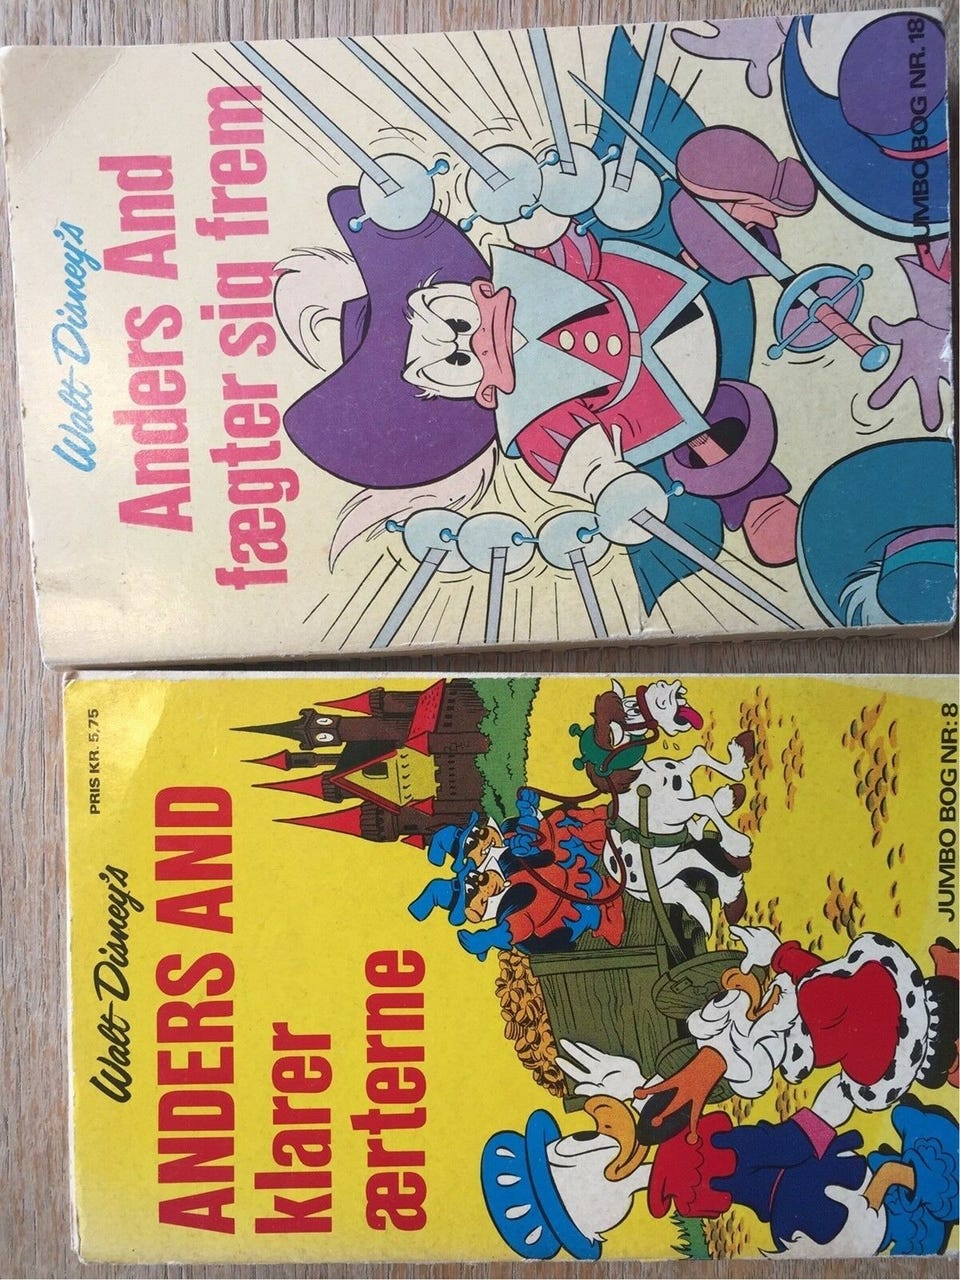 Walt Disney's
Anders And
fægter sig frem
JUMBO BOG NR. 18
PRIS KR. 5,75
Walt Disney's
ANDERS AND
klarer
ærterne
JUMBO BOG NR: 8